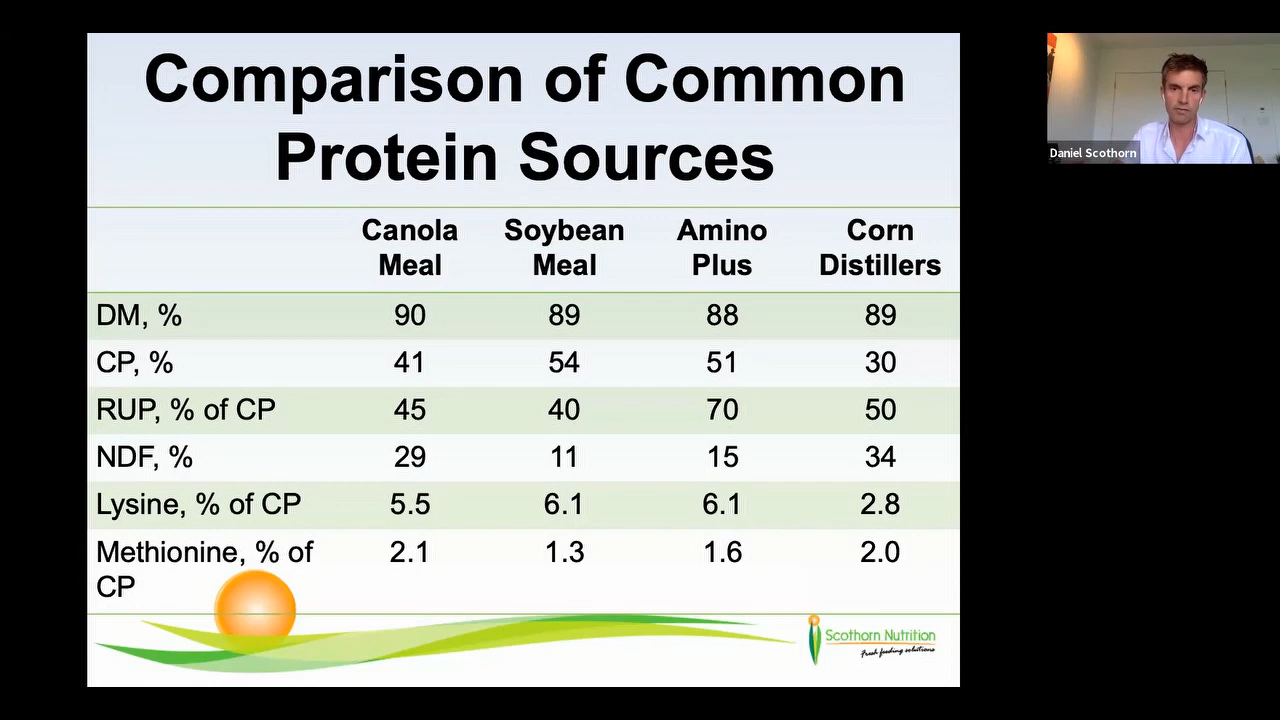 Comparison of Common
Protein Sources
Canola Meal
Soybean Meal
Amino Plus
Corn Distillers
DM, % 90 89 88 89
CP, % 41 54 51 30
RUP, % of CP 45 40 70 50
NDF, % 29 11 15 34
Lysine, % of CP 5.5 6.1 6.1 2.8
Methionine, % of 2.1 1.3 1.6 2.0
CP
Scothorn Nutrition
Fresh feeding solutions
Daniel Scothorn